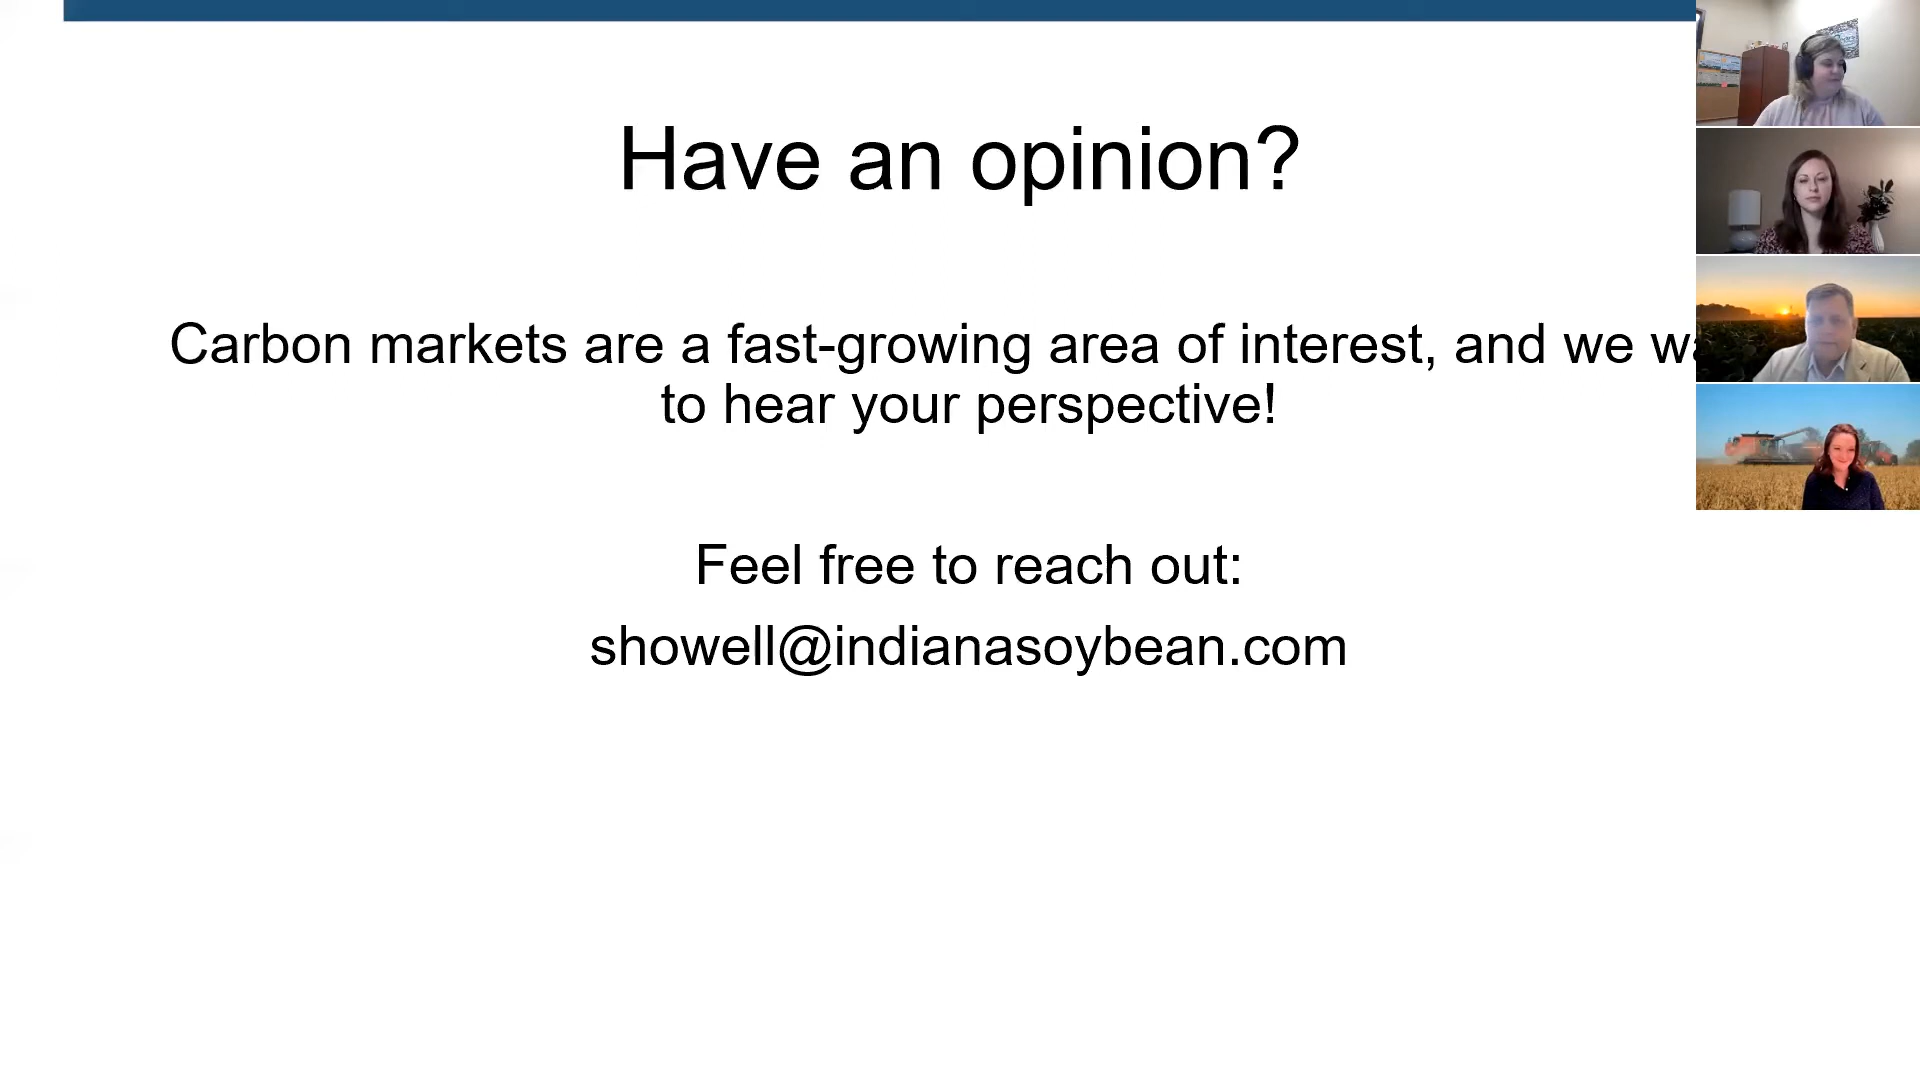 Have an opinion?
Carbon markets are a fast-growing area of interest, and we
to hear your perspective!
Feel free to reach out:
showell@indianasoybean.com